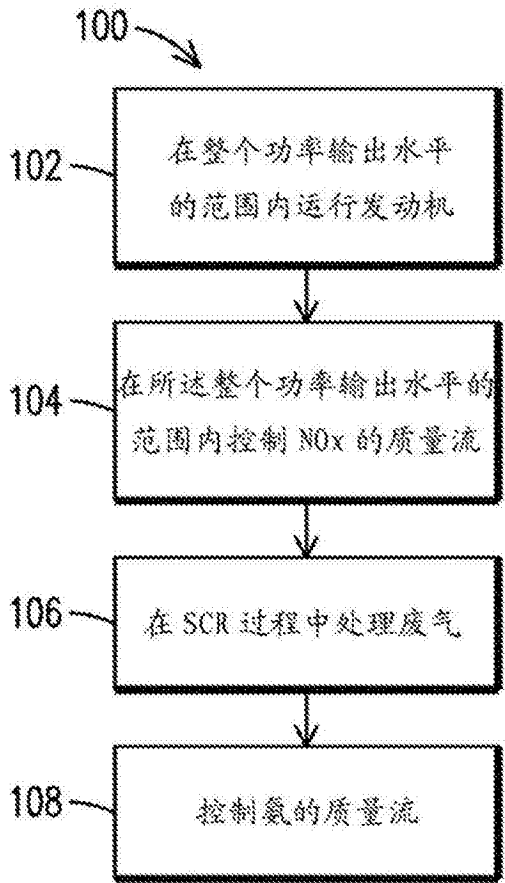 100
102
在整个功率输出水平
的范围内运行发动机
104
在所述整个功率输出水平的
范围内控制 NOx 的质量流
106
在 SCR 过程中处理废气
108
控制氨的质量流